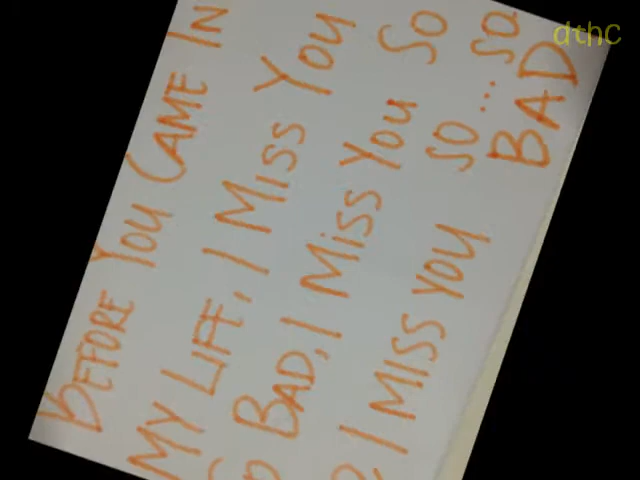 BEFORE YOU CAME IN
MY LIFE, I MISS YOU
BAD, I MISS YOU SO
I MISS YOU SO... SO
BAD
dthc